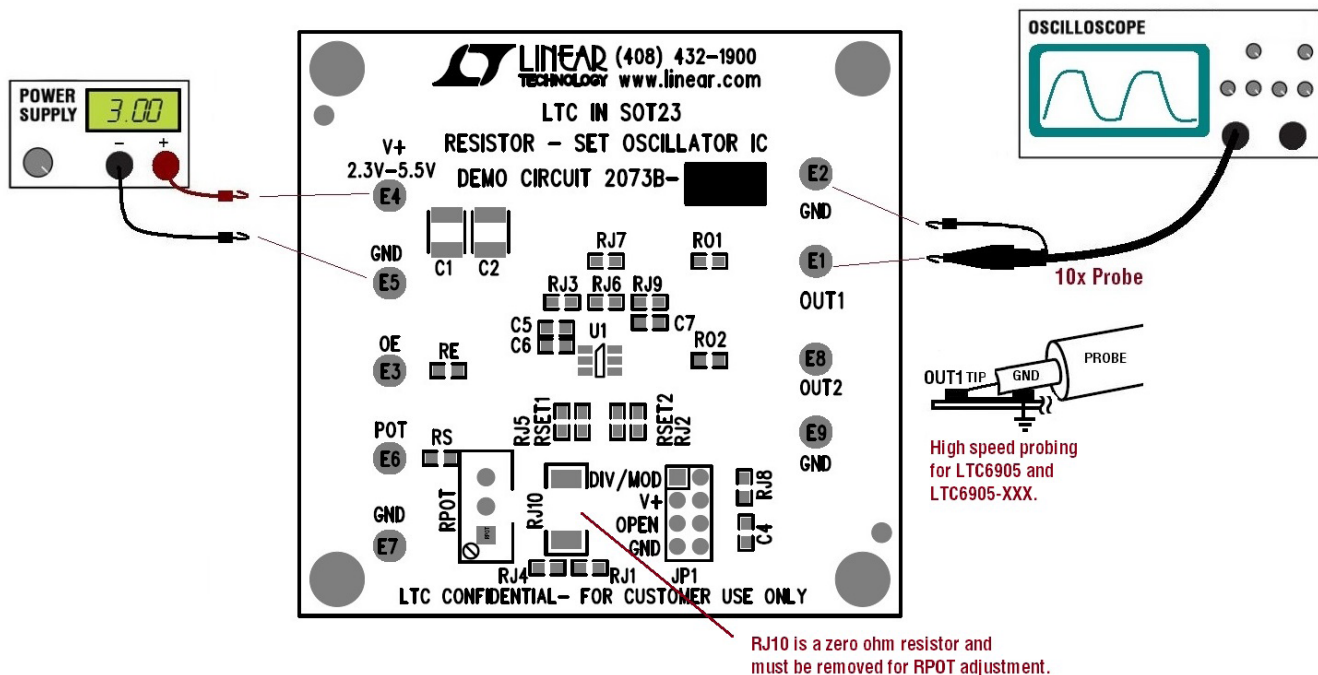 POWER
SUPPLY
3.00
-
+
LINEAR
TECHNOLOGY
(408) 432-1900
www.linear.com
LTC IN SOT23
RESISTOR - SET OSCILLATOR IC
DEMO CIRCUIT 2073B-
V+
2.3V-5.5V
E4
GND
E5
OE
E3
POT
E6
GND
E7
C1
C2
RE
RS
RPOT
RPOT
RJ7
RO1
RJ3
RJ6
RJ9
C5
C6
C7
U1
RO2
RJ5
RSET1
RSET2
RJ2
RJ10
DIV/MOD
V+
OPEN
GND
RJ8
C4
RJ4
RJ1
JP1
LTC CONFIDENTIAL- FOR CUSTOMER USE ONLY
E2
GND
E1
OUT1
E8
OUT2
E9
GND
OSCILLOSCOPE
10x Probe
OUT1 TIP
GND
PROBE
High speed probing
for LTC6905 and
LTC6905-XXX.
RJ10 is a zero ohm resistor and
must be removed for RPOT adjustment.